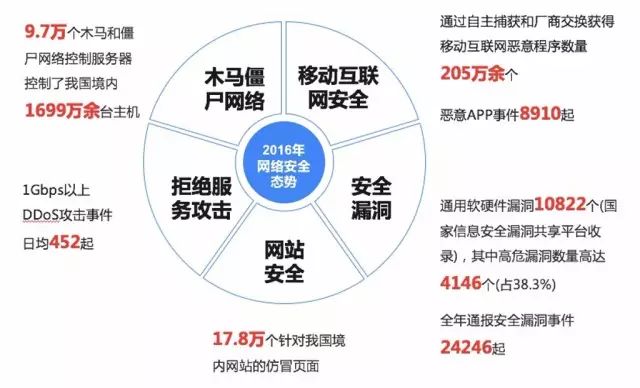 9.7万个木马和僵
尸网络控制服务器
控制了我国境内
1699万余台主机
通过自主捕获和厂商交换获得
移动互联网恶意程序数量
205万余个
恶意APP事件8910起
木马僵
尸网络
移动互联
网安全
2016年
网络安全
态势
拒绝服
务攻击
安全
漏洞
网站
安全
1Gbps以上
DDoS攻击事件
日均452起
通用软硬件漏洞10822个(国
家信息安全漏洞共享平台收
录)，其中高危漏洞数量高达
4146个(占38.3%)
全年通报安全漏洞事件
24246起
17.8万个针对我国境
内网站的仿冒页面